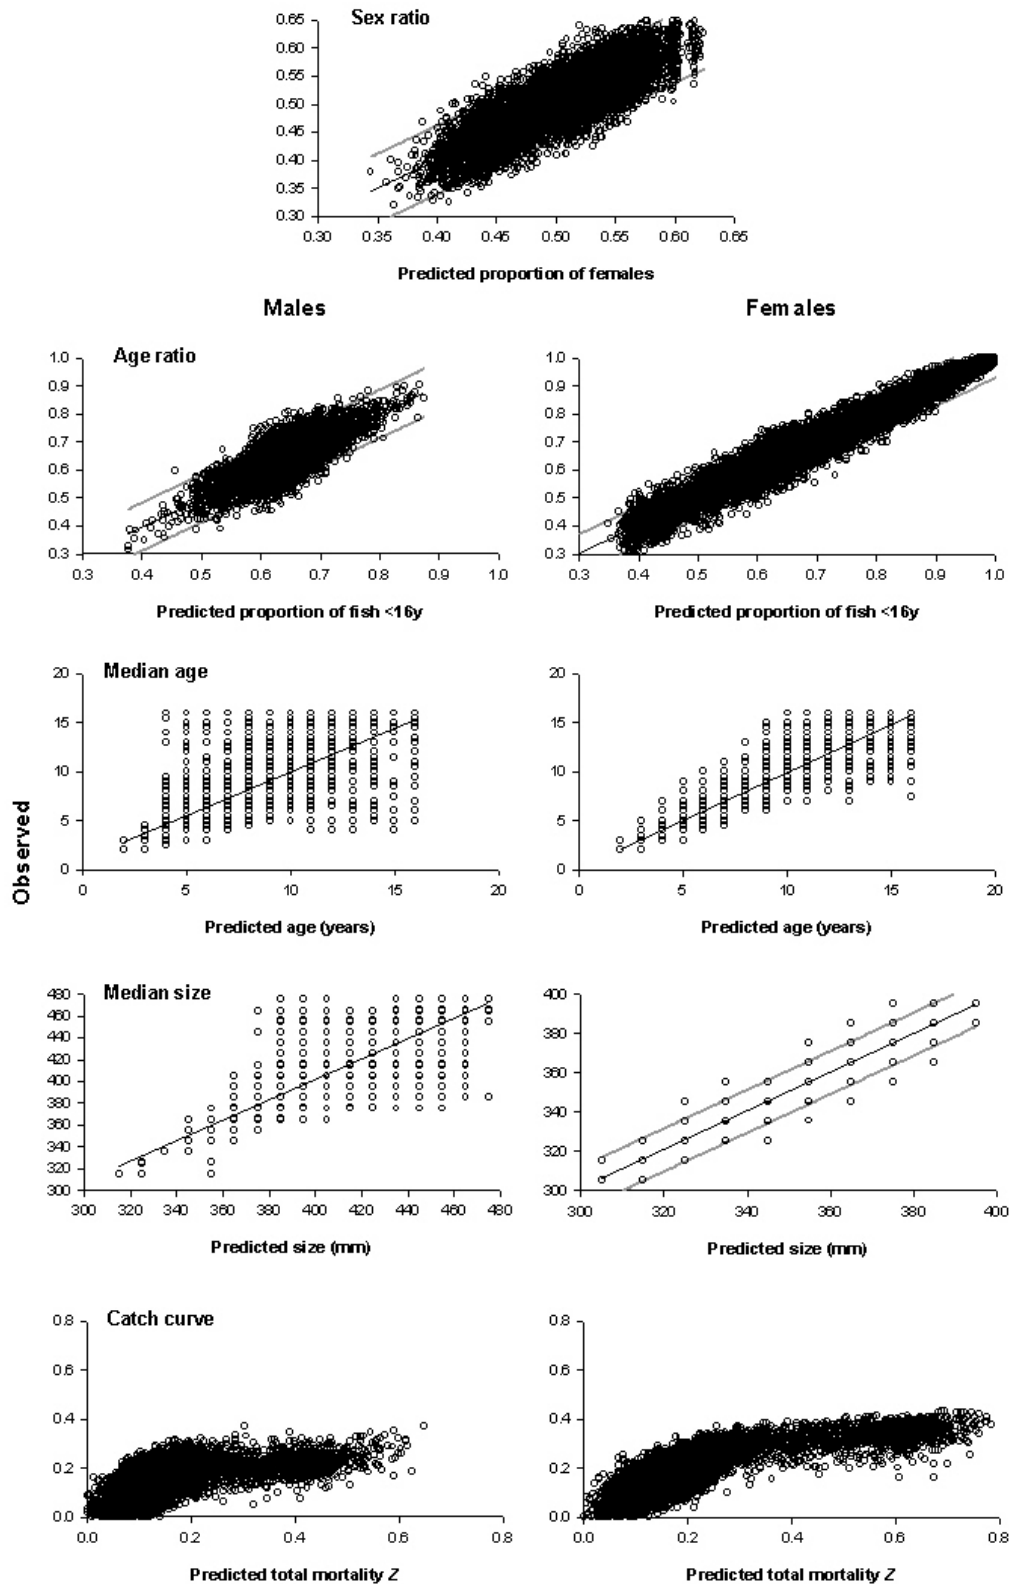 Sex ratio
0.65
0.60
0.55
0.50
0.45
0.40
0.35
0.30
0.30 0.35 0.40 0.45 0.50 0.55 0.60 0.65
Predicted proportion of females
Males Females
Age ratio
1.0
0.9
0.8
0.7
0.6
0.5
0.4
0.3
0.3 0.4 0.5 0.6 0.7 0.8 0.9 1.0
Predicted proportion of fish <16y
1.0
0.9
0.8
0.7
0.6
0.5
0.4
0.3
0.3 0.4 0.5 0.6 0.7 0.8 0.9 1.0
Predicted proportion of fish <16y
Observed
Median age
20
15
10
5
0
0 5 10 15 20
Predicted age (years)
20
15
10
5
0
0 5 10 15 20
Predicted age (years)
Median size
480
460
440
420
400
380
360
340
320
300
300 320 340 360 380 400 420 440 460 480
Predicted size (mm)
400
380
360
340
320
300
300 320 340 360 380 400
Predicted size (mm)
Catch curve
0.8
0.6
0.4
0.2
0.0
0.0 0.2 0.4 0.6 0.8
Predicted total mortality Z
0.8
0.6
0.4
0.2
0.0
0.0 0.2 0.4 0.6 0.8
Predicted total mortality Z